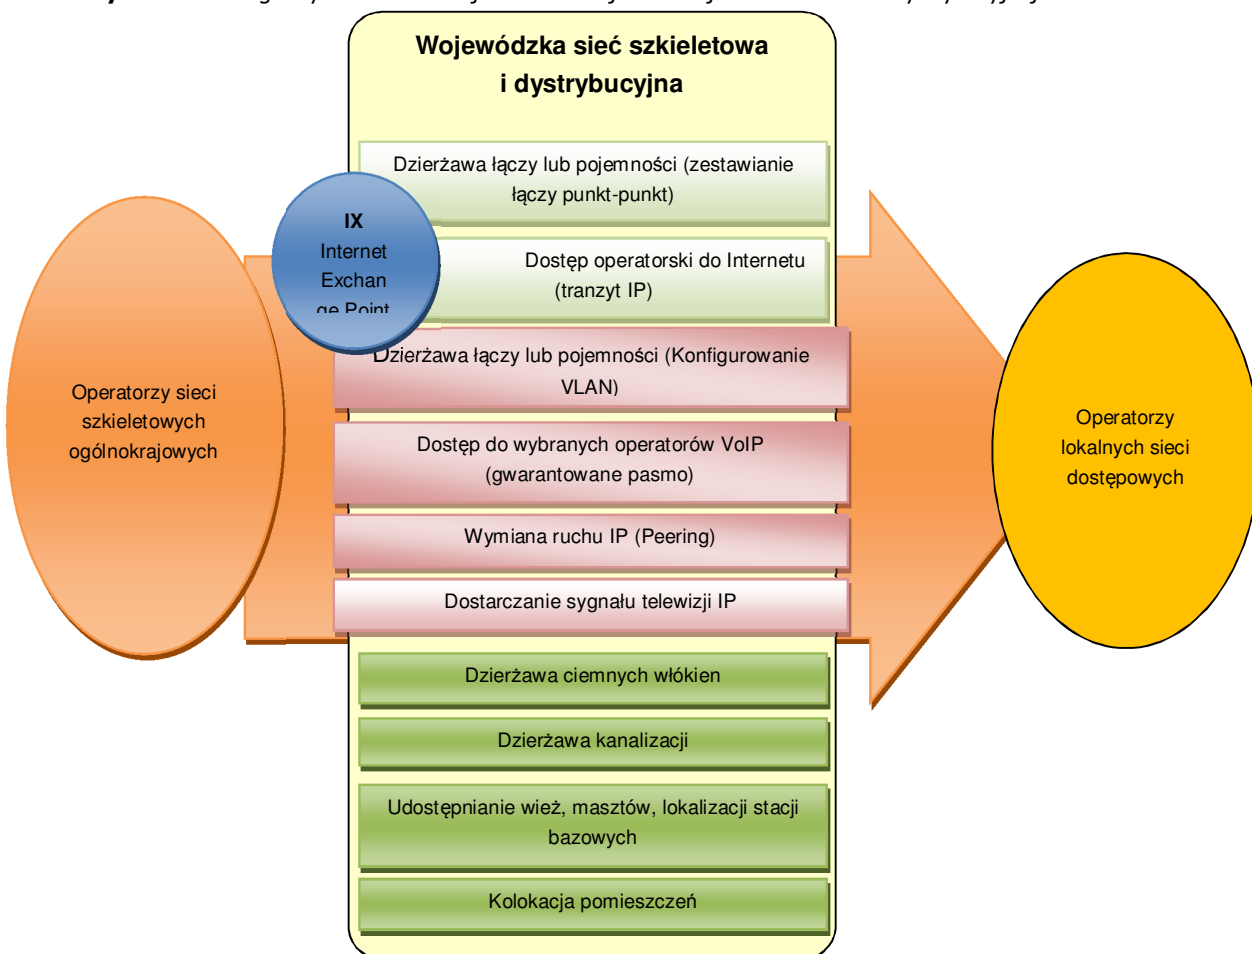 Wojewódzka sieć szkieletowa
i dystrybucyjna
Dzierżawa łączy lub pojemności (zestawianie
łączy punkt-punkt)
IX
Internet
Exchan
ge Point
Dostęp operatorski do Internetu
(tranzyt IP)
Dzierżawa łączy lub pojemności (Konfigurowanie
VLAN)
Operatorzy sieci
szkieletowych
ogólnokrajowych
Dostęp do wybranych operatorów VoIP
(gwarantowane pasmo)
Operatorzy
lokalnych sieci
dostępowych
Wymiana ruchu IP (Peering)
Dostarczanie sygnału telewizji IP
Dzierżawa ciemnych włókien
Dzierżawa kanalizacji
Udostępnianie wież, masztów, lokalizacji stacji
bazowych
Kolokacja pomieszczeń